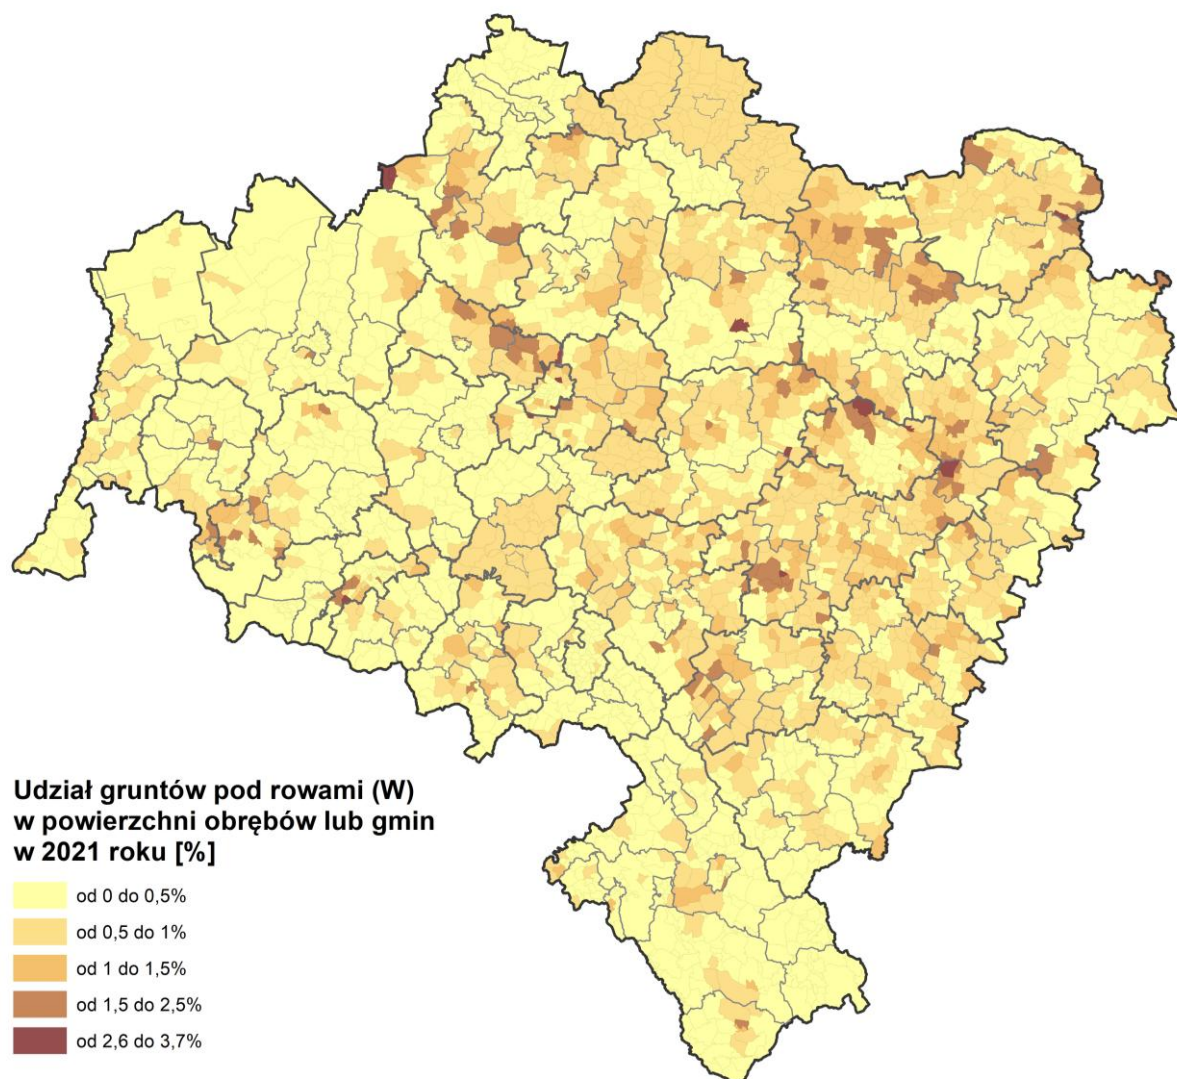 Udział gruntów pod rowami (W)
w powierzchni obrębów lub gmin
w 2021 roku [%]
od 0 do 0,5%
od 0,5 do 1%
od 1 do 1,5%
od 1,5 do 2,5%
od 2,6 do 3,7%